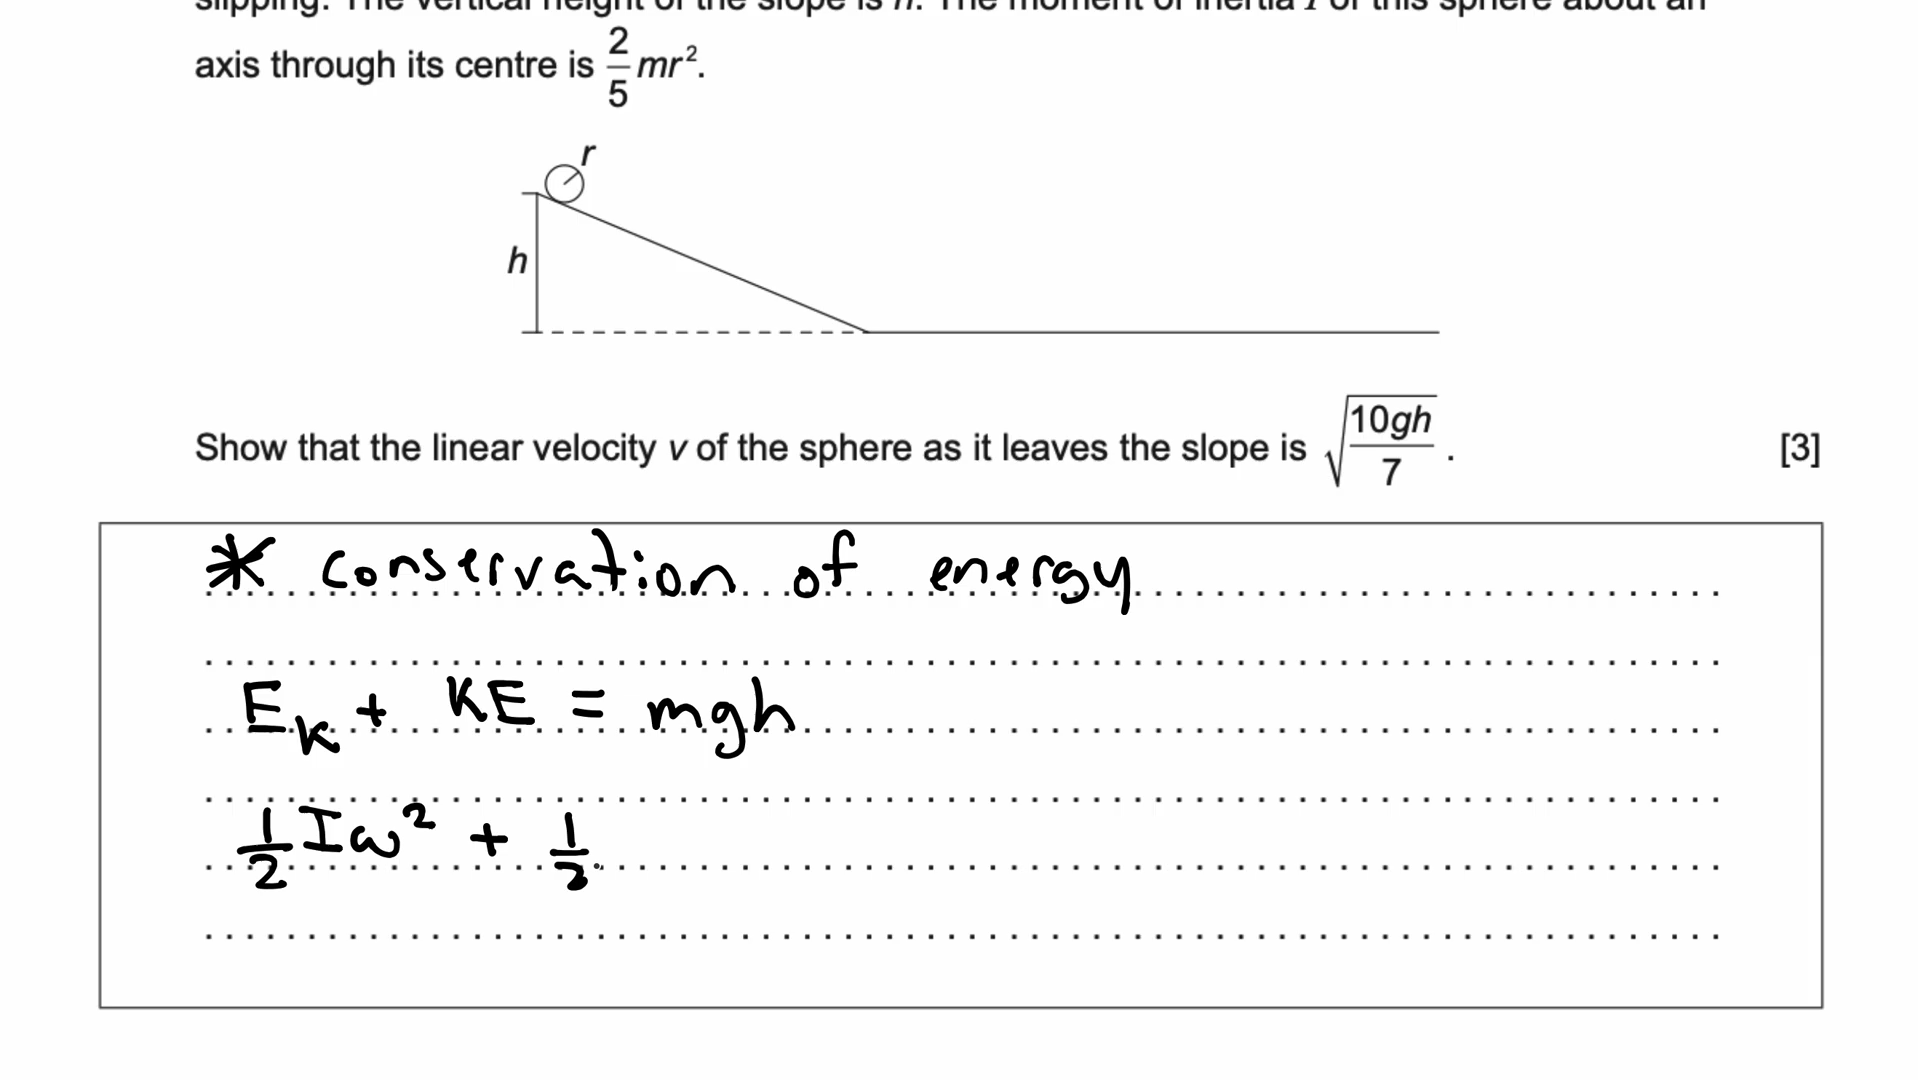 slipping. The vertical height of the slope is h. The moment of inertia I of this sphere about an
axis through its centre is 2/5 mr².
r
h
Show that the linear velocity v of the sphere as it leaves the slope is √(10gh/7) . [3]
* conservation of energy
E_K + KE = mgh
1/2 Iω² + 1/2